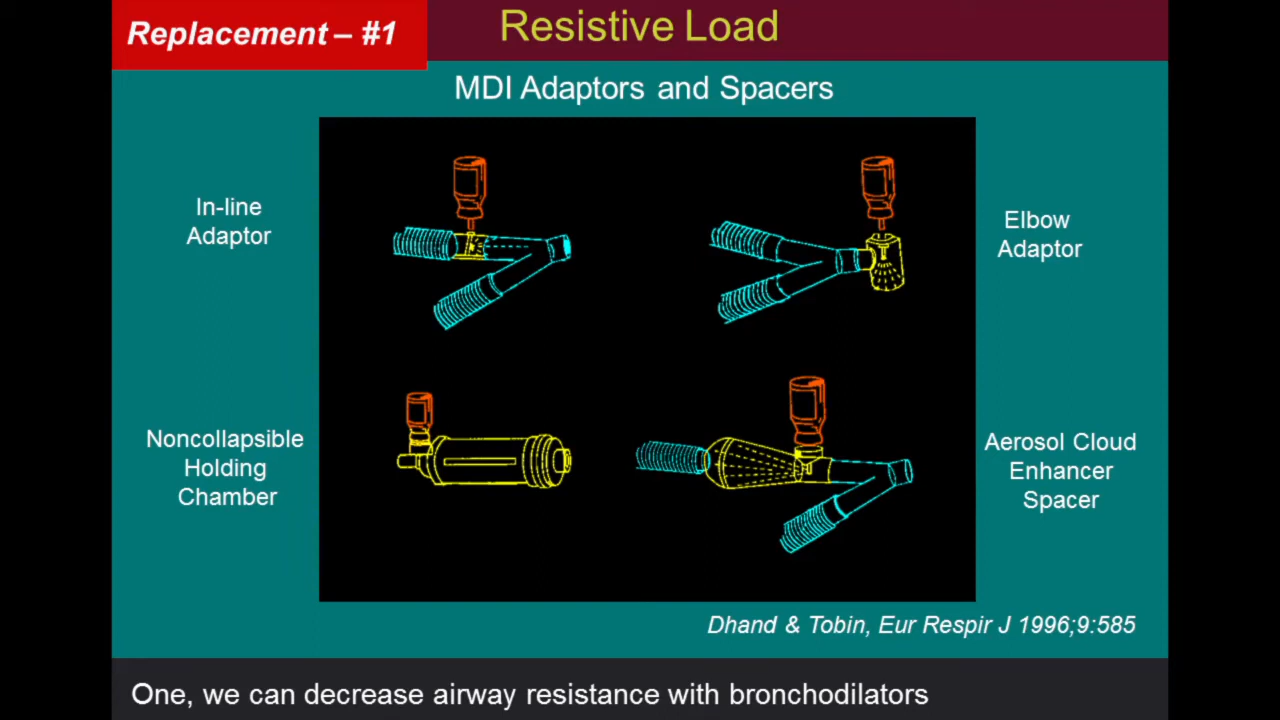 Replacement – #1
Resistive Load
MDI Adaptors and Spacers
In-line
Adaptor
Elbow
Adaptor
Noncollapsible
Holding
Chamber
Aerosol Cloud
Enhancer
Spacer
Dhand & Tobin, Eur Respir J 1996;9:585
One, we can decrease airway resistance with bronchodilators